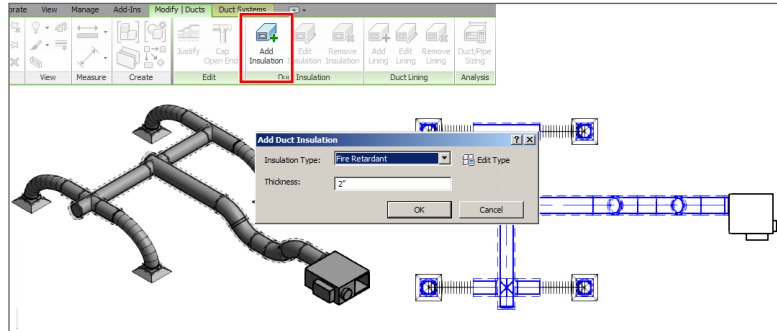 orate View Manage Add-Ins Modify | Ducts Duct Systems
Justify Cap Open End Add Insulation Edit Insulation Remove Insulation Add Lining Edit Lining Remove Lining Duct/Pipe Sizing
View Measure Create Edit Duct Insulation Duct Lining Analysis
Add Duct Insulation
Insulation Type: Fire Retardant Edit Type
Thickness: 2"
OK Cancel